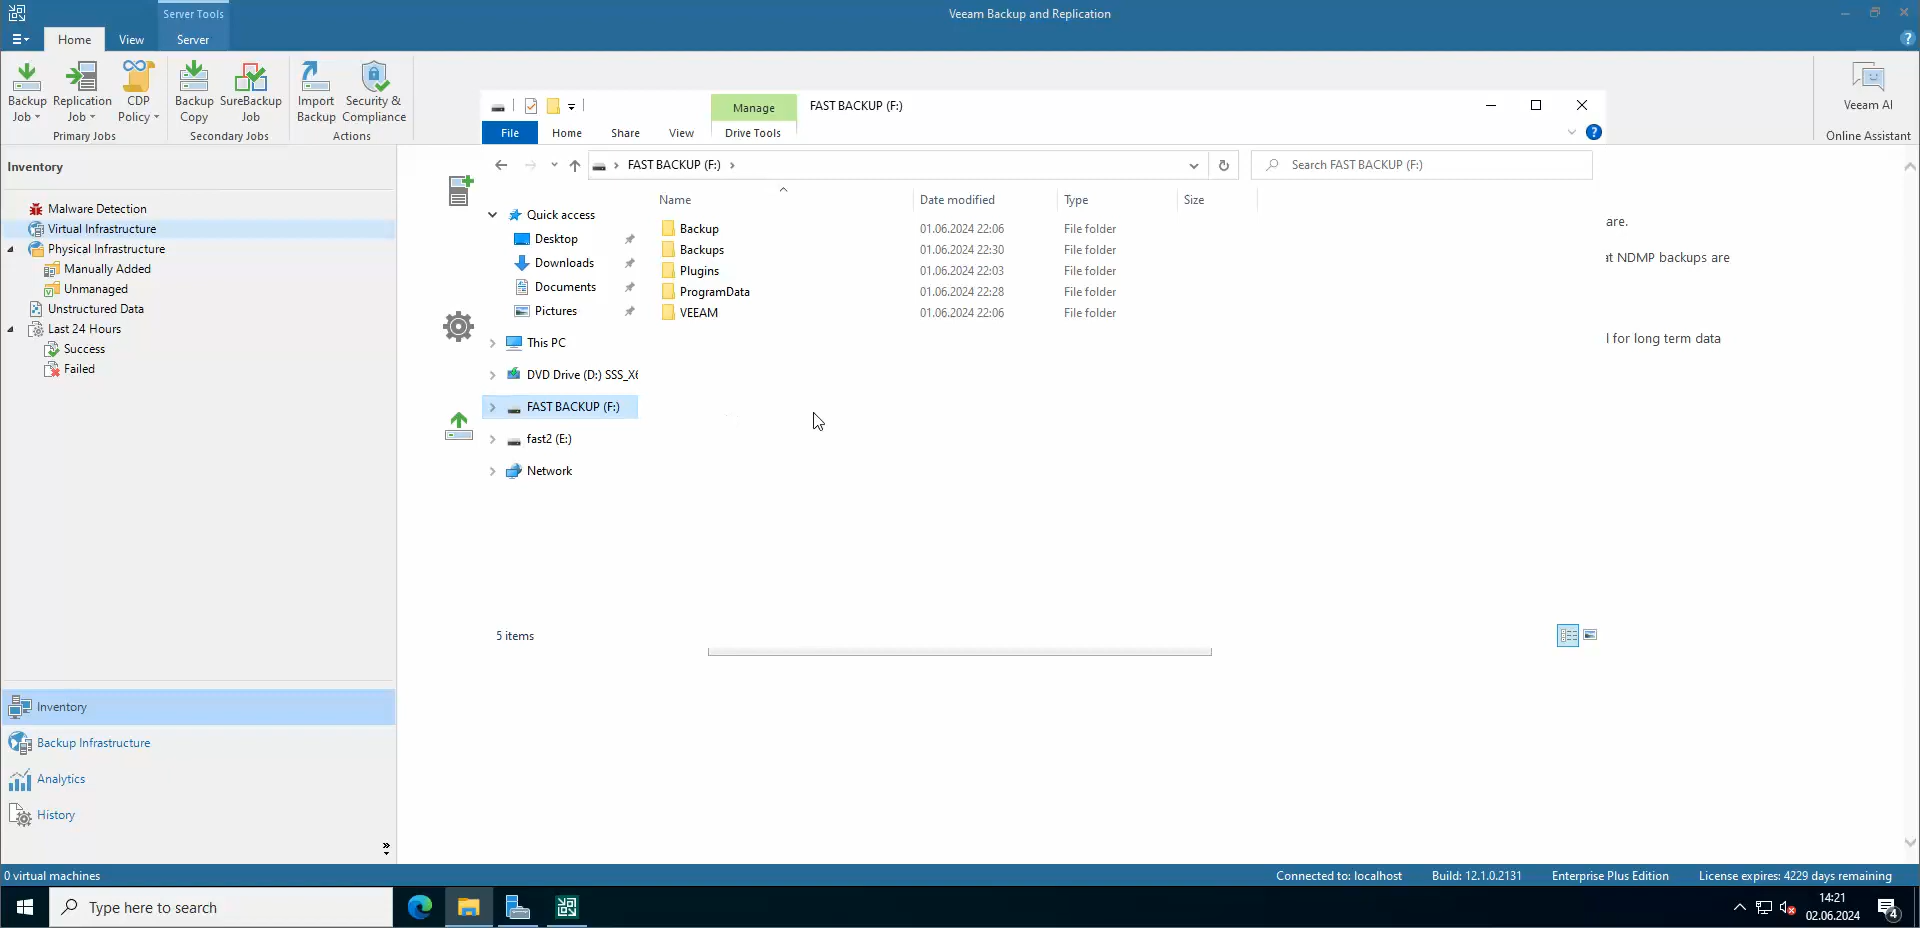 Server Tools
Veeam Backup and Replication
Home
View
Server
Backup Job
Replication Job
CDP Policy
Primary Jobs
Backup Copy
SureBackup Job
Secondary Jobs
Import Backup
Security & Compliance
Actions
Veeam AI
Online Assistant
Manage
FAST BACKUP (F:)
File
Home
Share
View
Drive Tools
FAST BACKUP (F:)
Search FAST BACKUP (F:)
Inventory
Malware Detection
Virtual Infrastructure
Physical Infrastructure
Manually Added
Unmanaged
Unstructured Data
Last 24 Hours
Success
Failed
Quick access
Desktop
Downloads
Documents
Pictures
This PC
DVD Drive (D:) SSS_X6
FAST BACKUP (F:)
fast2 (E:)
Network
Name Date modified Type Size
Backup 01.06.2024 22:06 File folder
Backups 01.06.2024 22:30 File folder
Plugins 01.06.2024 22:03 File folder
ProgramData 01.06.2024 22:28 File folder
VEEAM 01.06.2024 22:06 File folder
are.
at NDMP backups are
l for long term data
5 items
Inventory
Backup Infrastructure
Analytics
History
0 virtual machines
Connected to: localhost
Build: 12.1.0.2131
Enterprise Plus Edition
License expires: 4229 days remaining
Type here to search
14:21
02.06.2024
4